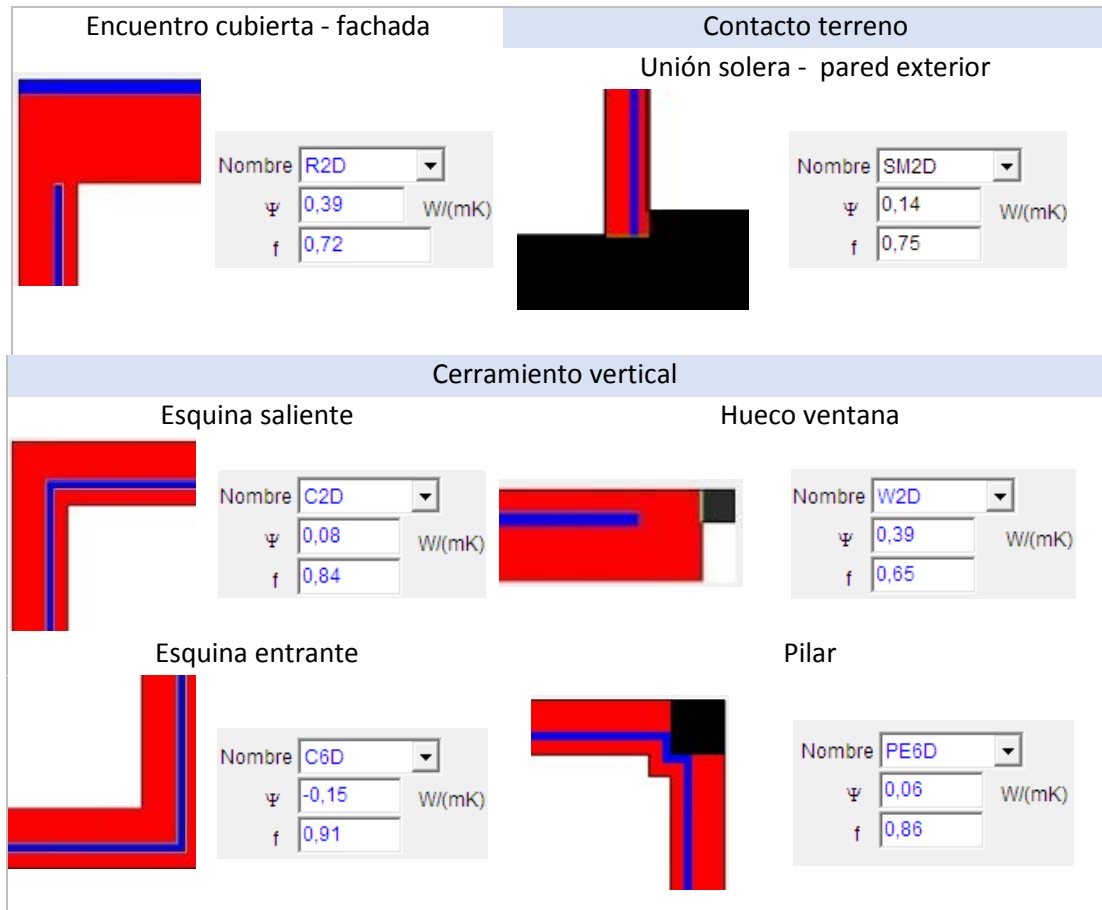 Encuentro cubierta - fachada
Contacto terreno
Unión solera - pared exterior
Nombre R2D
Ψ 0,39 W/(mK)
f 0,72
Nombre SM2D
Ψ 0,14 W/(mK)
f 0,75
Cerramiento vertical
Esquina saliente
Hueco ventana
Nombre C2D
Ψ 0,08 W/(mK)
f 0,84
Nombre W2D
Ψ 0,39 W/(mK)
f 0,65
Esquina entrante
Pilar
Nombre C6D
Ψ -0,15 W/(mK)
f 0,91
Nombre PE6D
Ψ 0,06 W/(mK)
f 0,86